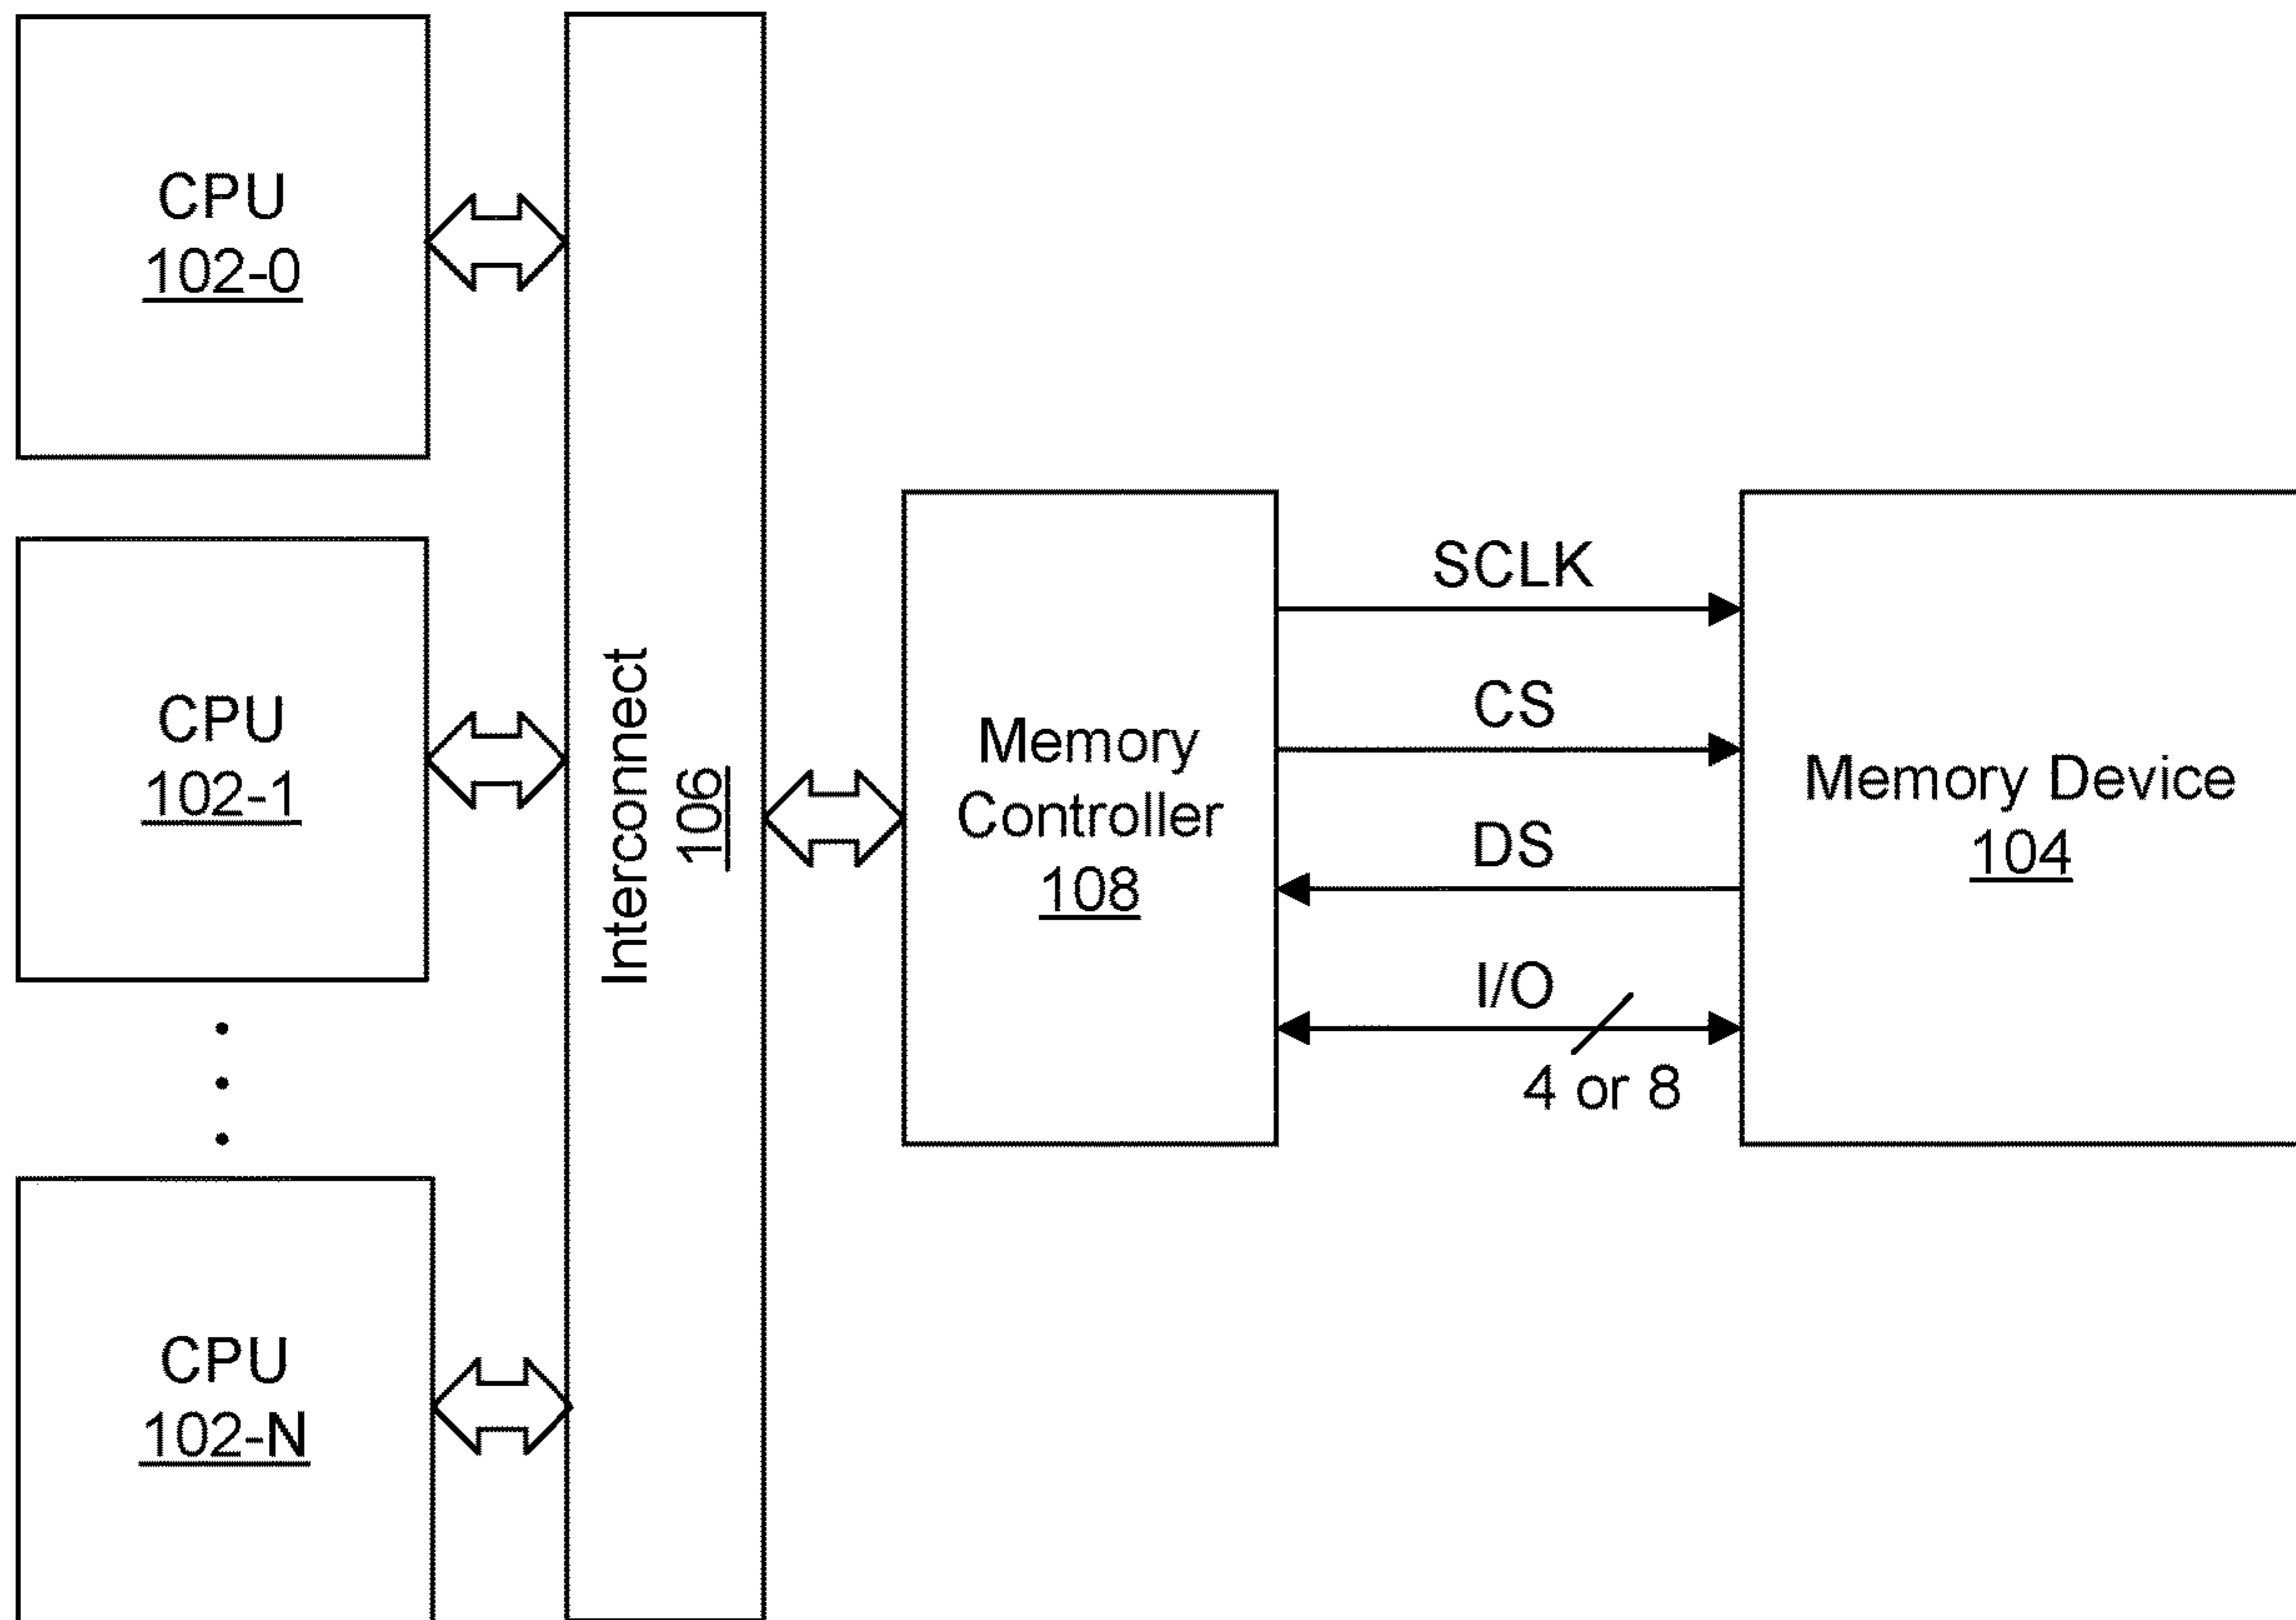 CPU
102-0
CPU
102-1
CPU
102-N
Interconnect
106
Memory
Controller
108
SCLK
CS
DS
I/O
4 or 8
Memory Device
104